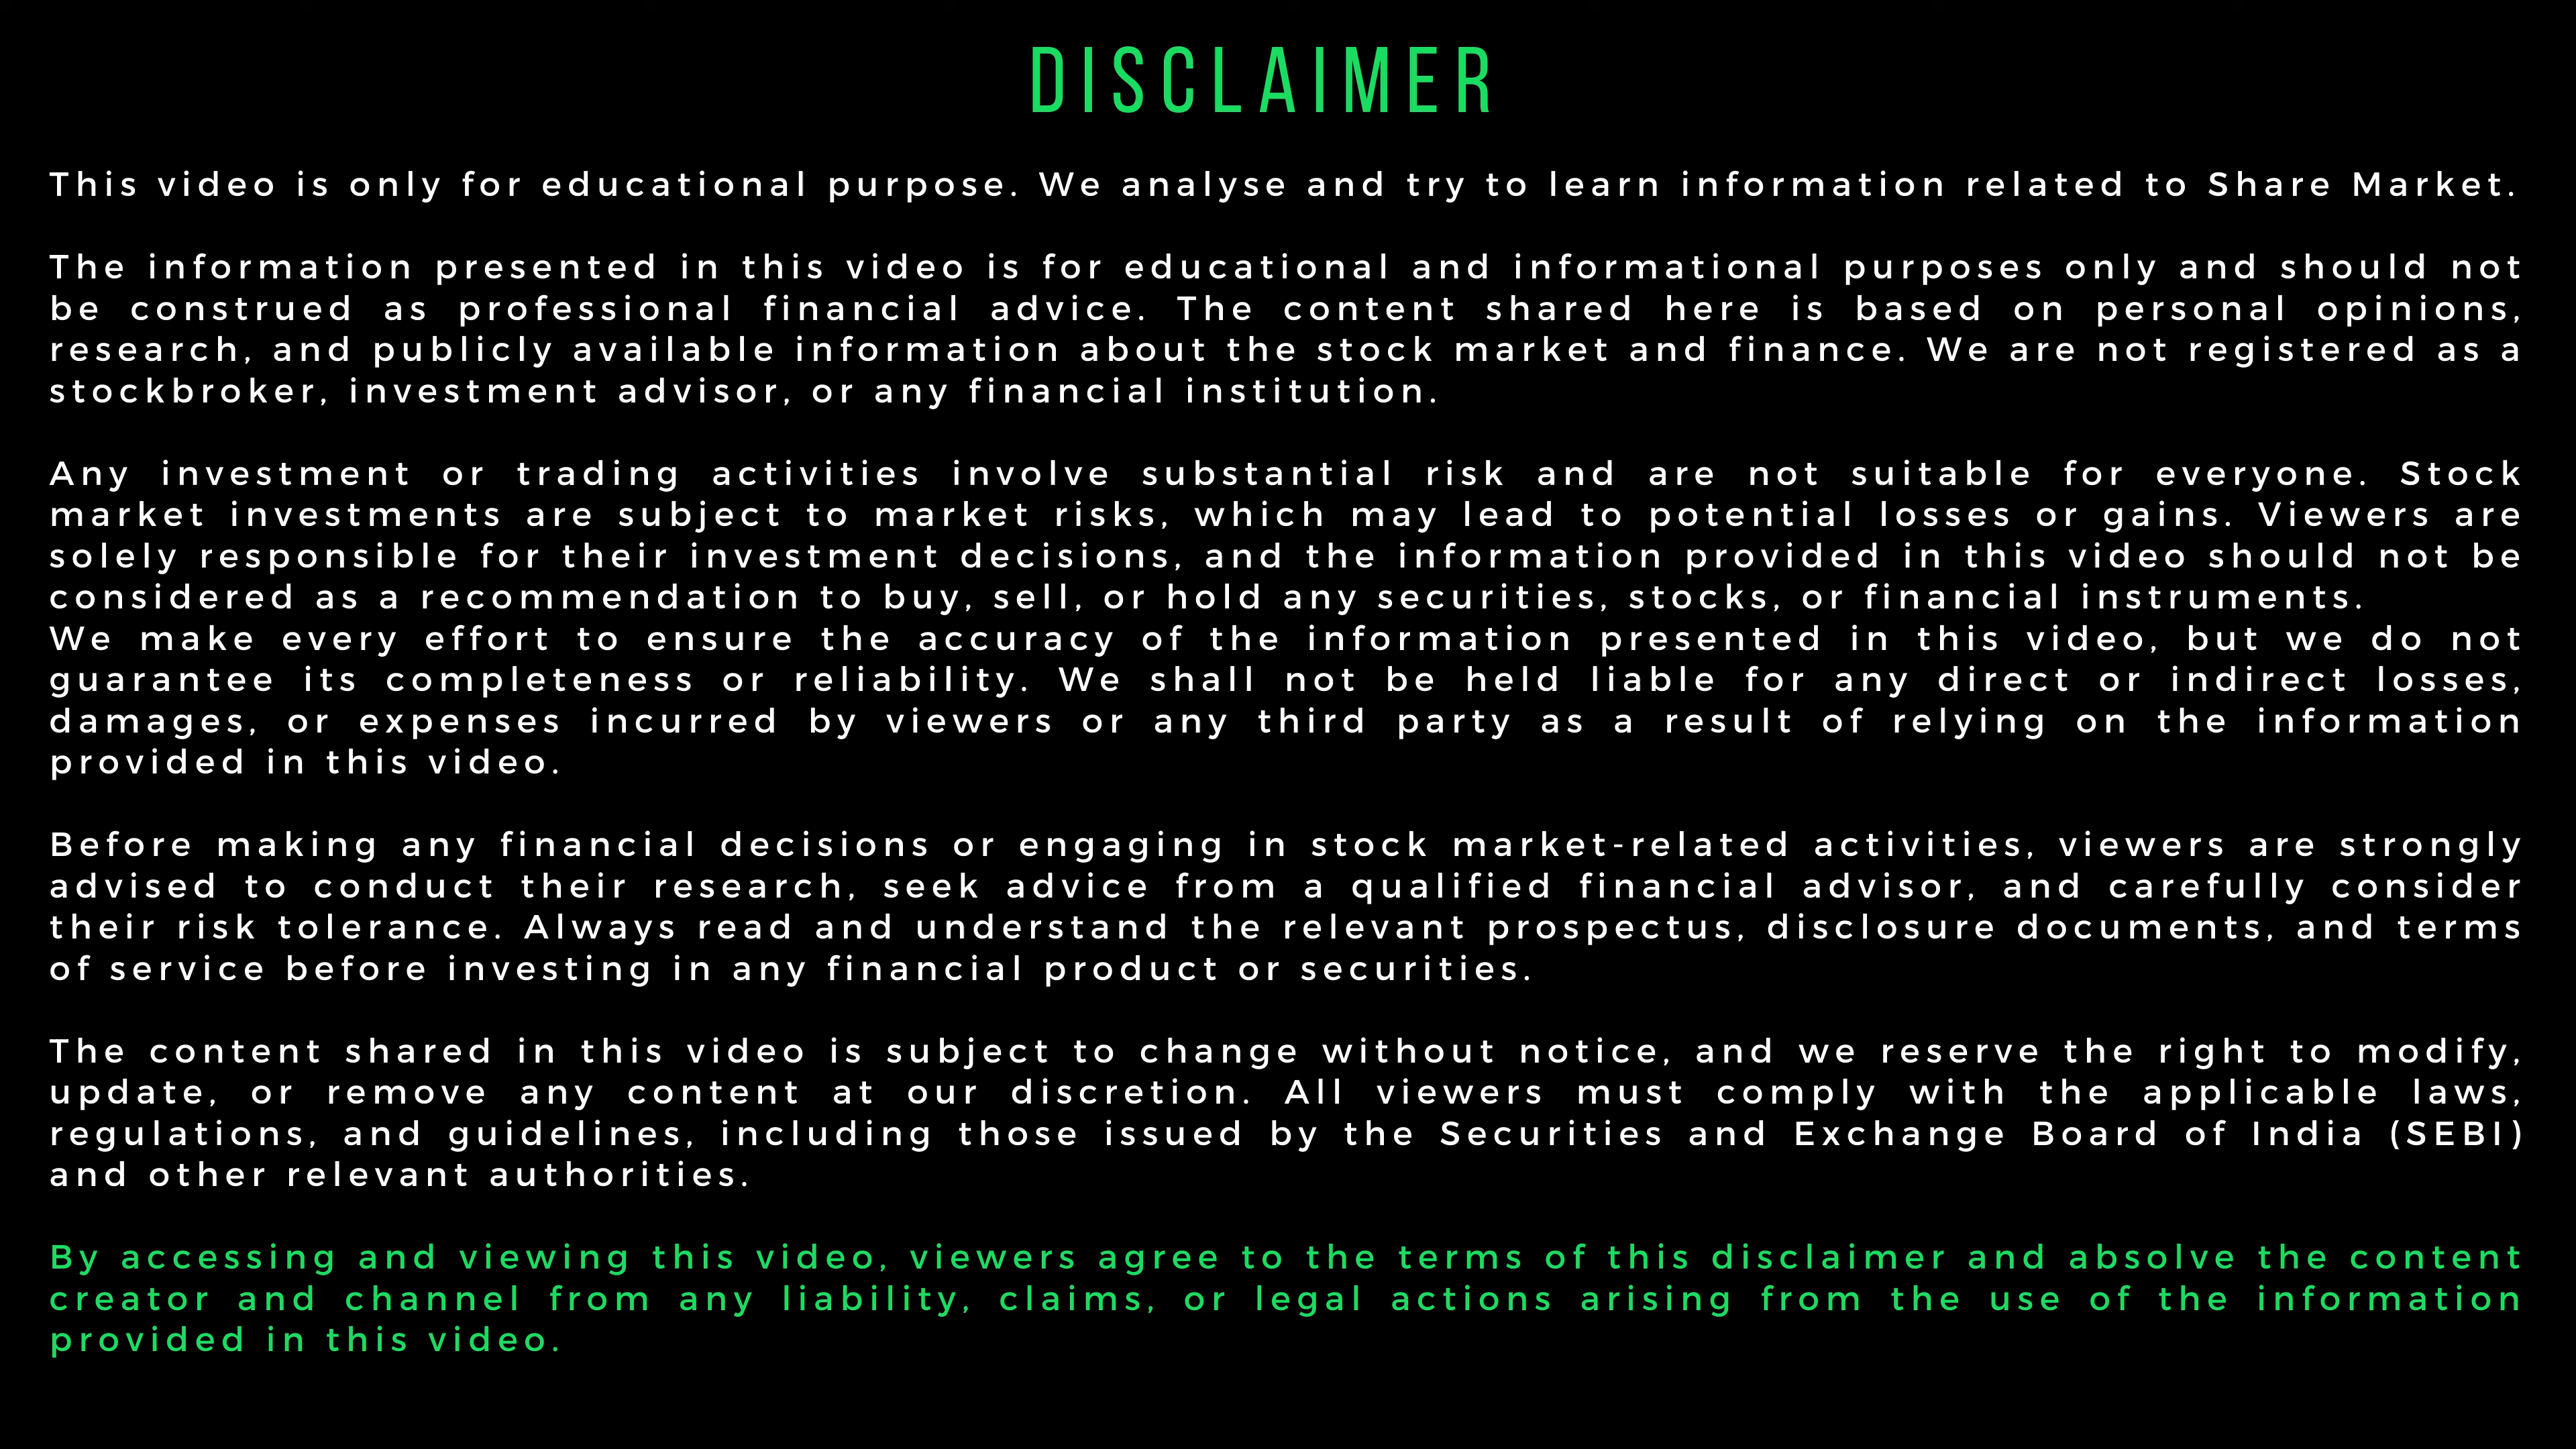 DISCLAIMER
This video is only for educational purpose. We analyse and try to learn information related to Share Market.
The information presented in this video is for educational and informational purposes only and should not
be construed as professional financial advice. The content shared here is based on personal opinions,
research, and publicly available information about the stock market and finance. We are not registered as a
stockbroker, investment advisor, or any financial institution.
Any investment or trading activities involve substantial risk and are not suitable for everyone. Stock
market investments are subject to market risks, which may lead to potential losses or gains. Viewers are
solely responsible for their investment decisions, and the information provided in this video should not be
considered as a recommendation to buy, sell, or hold any securities, stocks, or financial instruments.
We make every effort to ensure the accuracy of the information presented in this video, but we do not
guarantee its completeness or reliability. We shall not be held liable for any direct or indirect losses,
damages, or expenses incurred by viewers or any third party as a result of relying on the information
provided in this video.
Before making any financial decisions or engaging in stock market-related activities, viewers are strongly
advised to conduct their research, seek advice from a qualified financial advisor, and carefully consider
their risk tolerance. Always read and understand the relevant prospectus, disclosure documents, and terms
of service before investing in any financial product or securities.
The content shared in this video is subject to change without notice, and we reserve the right to modify,
update, or remove any content at our discretion. All viewers must comply with the applicable laws,
regulations, and guidelines, including those issued by the Securities and Exchange Board of India (SEBI)
and other relevant authorities.
By accessing and viewing this video, viewers agree to the terms of this disclaimer and absolve the content
creator and channel from any liability, claims, or legal actions arising from the use of the information
provided in this video.